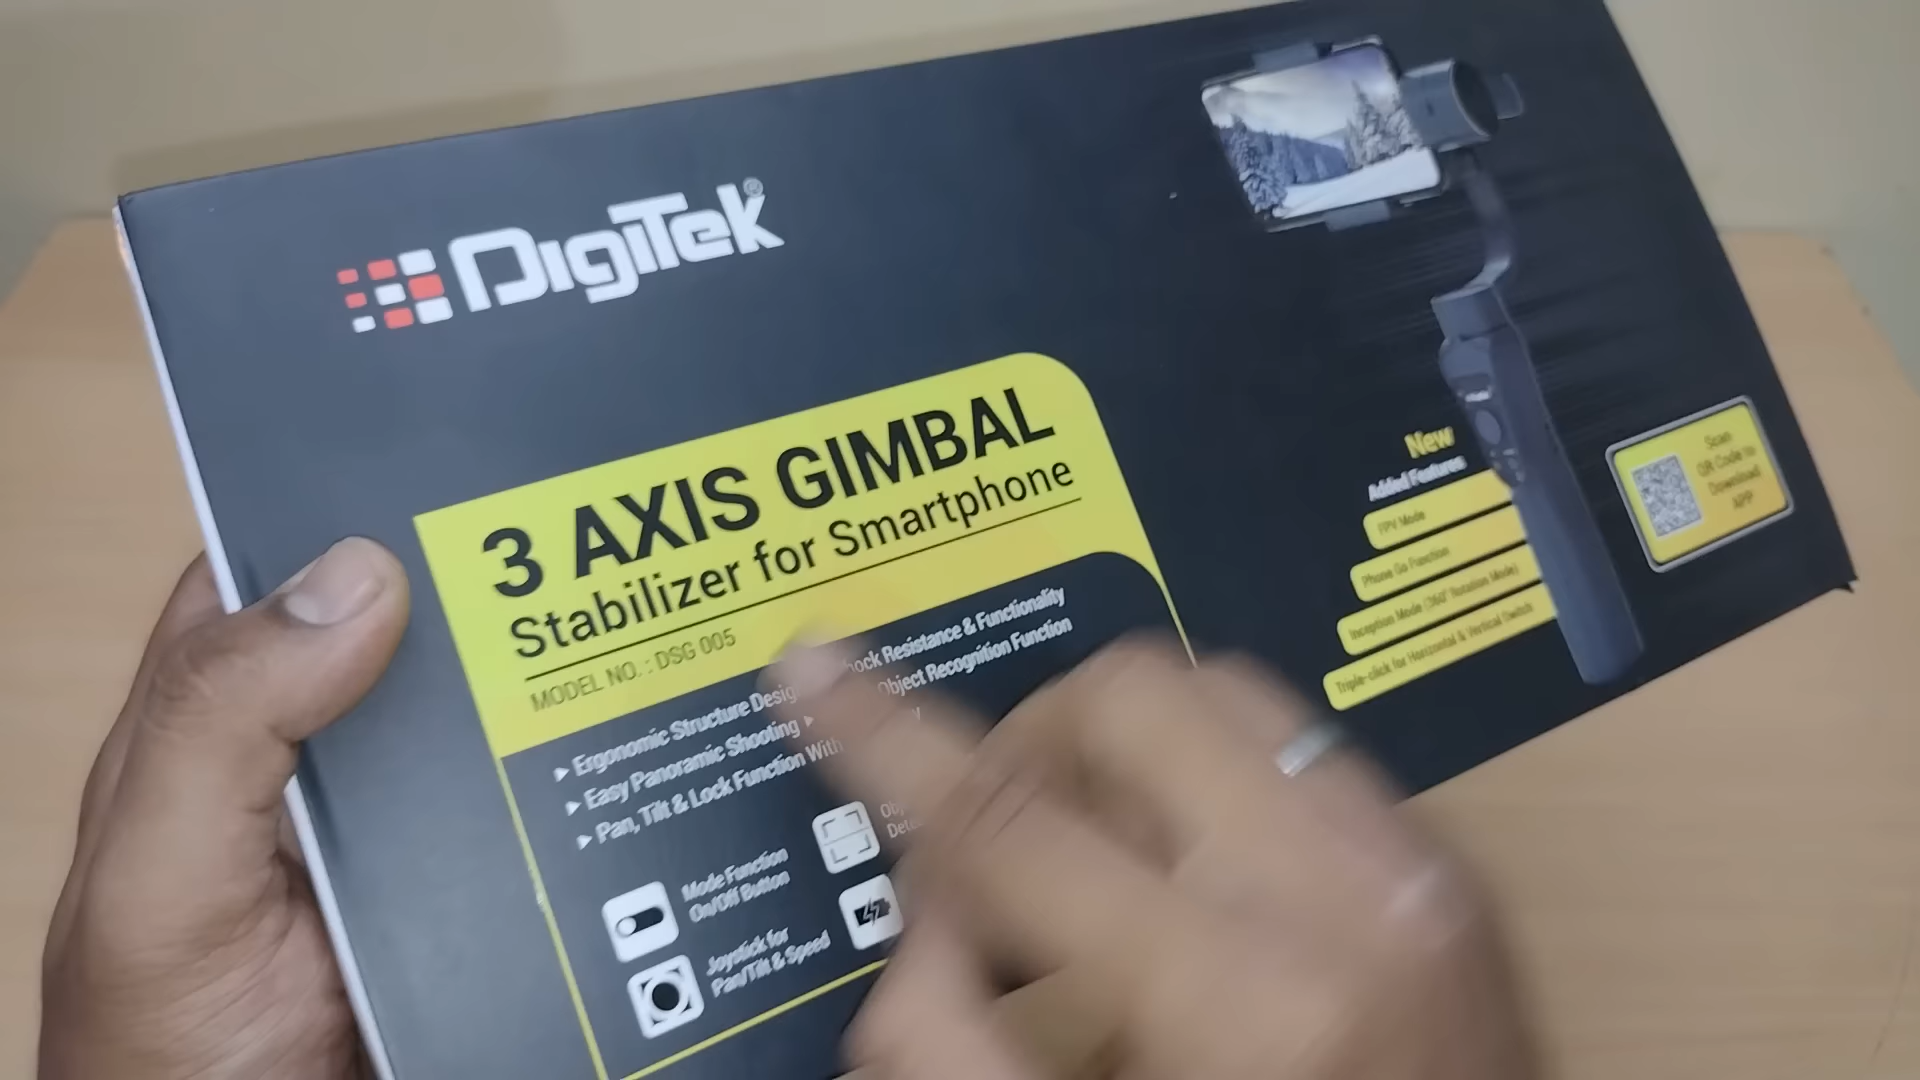 DigiTek®
3 AXIS GIMBAL
Stabilizer for Smartphone
MODEL NO. : DSG 005
▸ Ergonomic Structure Design
Resistance & Functionality
▸ Easy Panoramic Shooting ▸
Object Recognition Function
▸ Pan, Tilt & Lock Function With
Mode Function
On/Off Button
Joystick for
Pan/Tilt & Speed
New
Added Features
FPV Mode
Phone Go Function
Inception Mode (360° Rotation Mode)
Triple-click for Horizontal & Vertical Switch
Scan
QR Code to
Download
APP